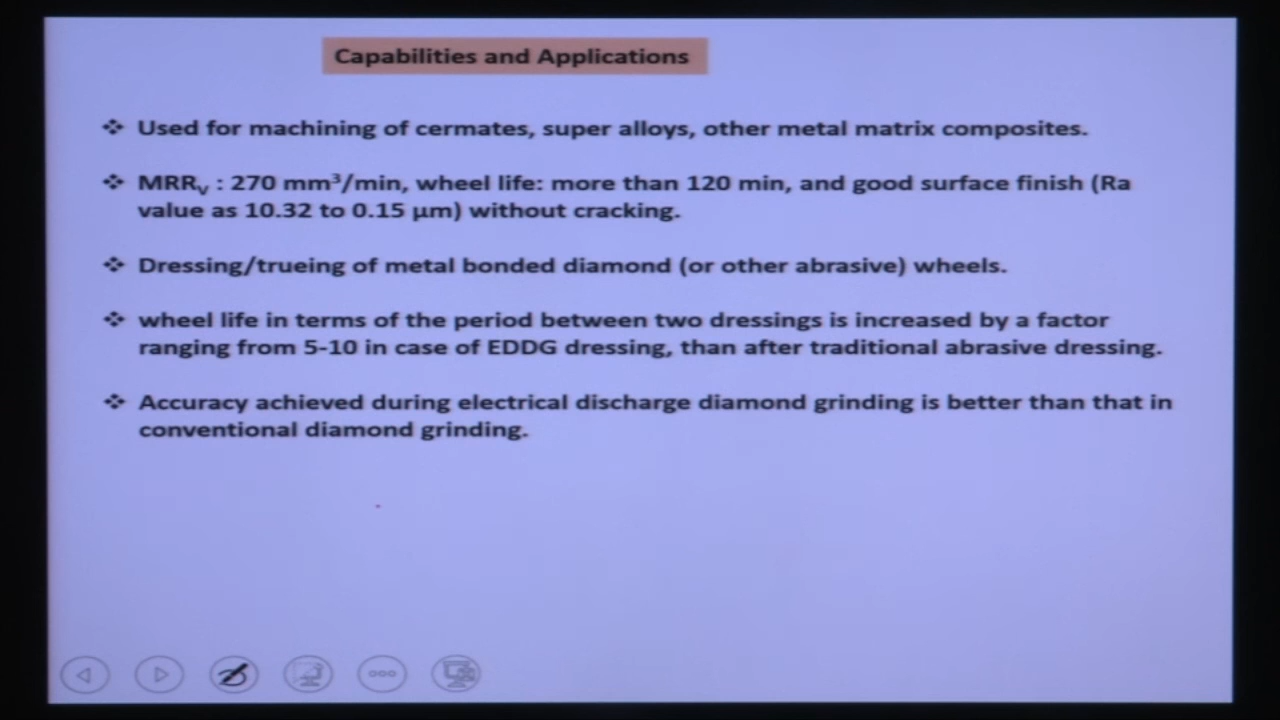 Capabilities and Applications
❖ Used for machining of cermates, super alloys, other metal matrix composites.
❖ MRRᵥ : 270 mm³/min, wheel life: more than 120 min, and good surface finish (Ra
value as 10.32 to 0.15 µm) without cracking.
❖ Dressing/trueing of metal bonded diamond (or other abrasive) wheels.
❖ wheel life in terms of the period between two dressings is increased by a factor
ranging from 5-10 in case of EDDG dressing, than after traditional abrasive dressing.
❖ Accuracy achieved during electrical discharge diamond grinding is better than that in
conventional diamond grinding.